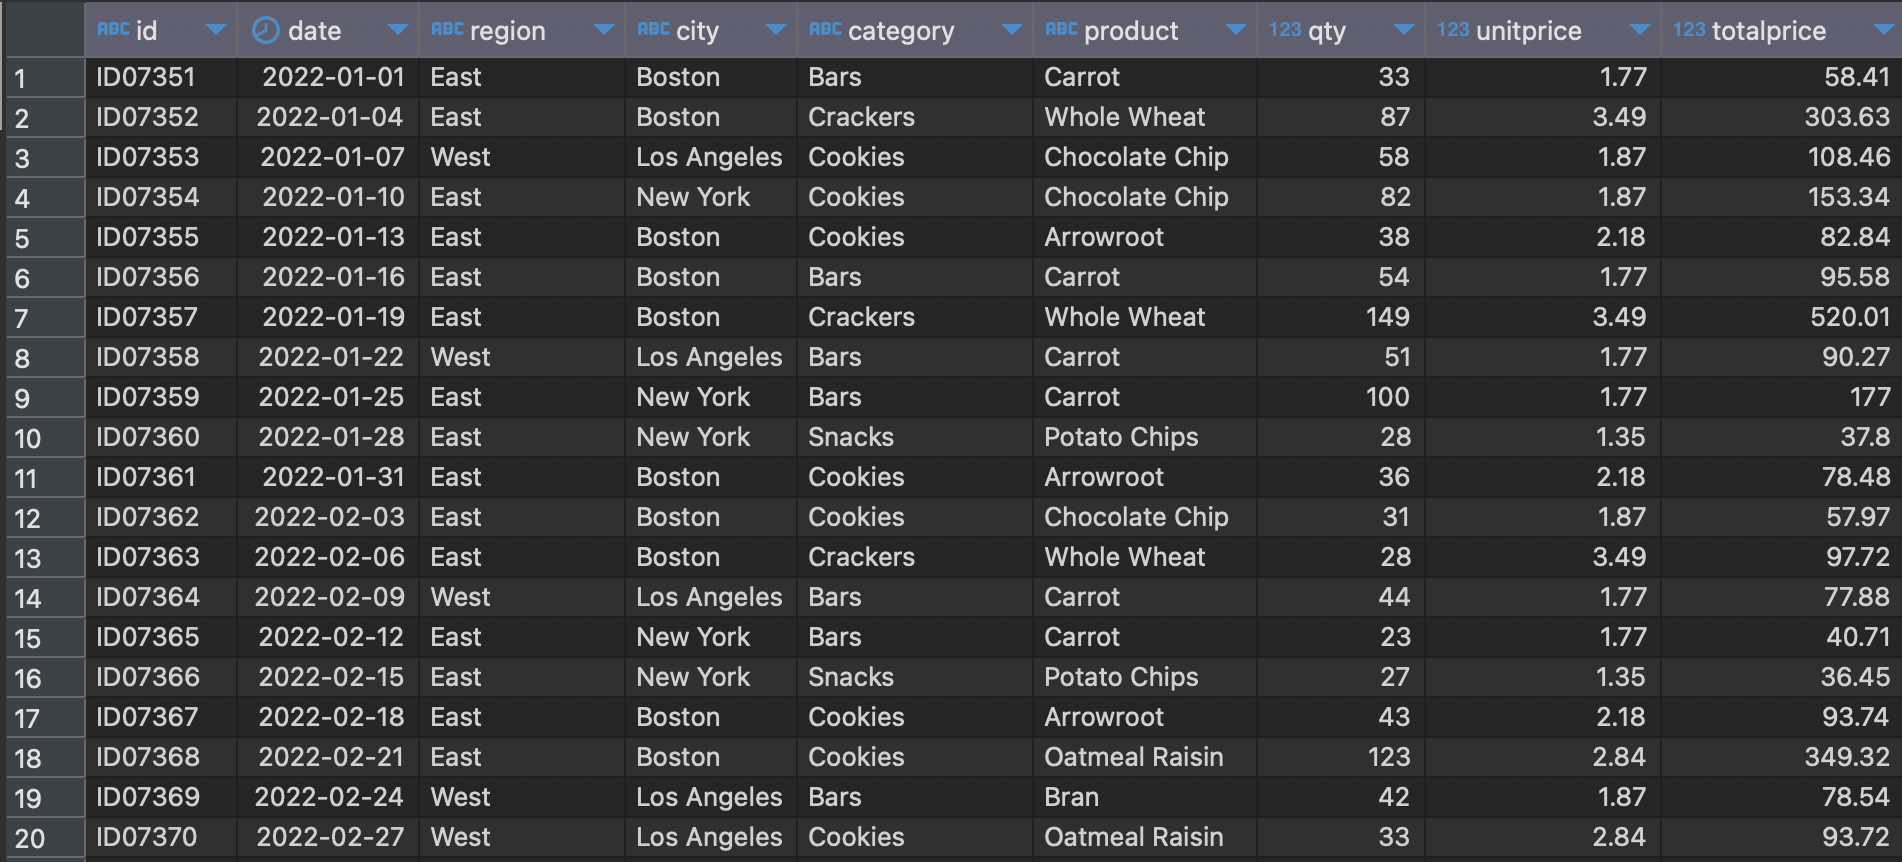 ABC id date ABC region ABC city ABC category ABC product 123 qty 123 unitprice 123 totalprice
1 ID07351 2022-01-01 East Boston Bars Carrot 33 1.77 58.41
2 ID07352 2022-01-04 East Boston Crackers Whole Wheat 87 3.49 303.63
3 ID07353 2022-01-07 West Los Angeles Cookies Chocolate Chip 58 1.87 108.46
4 ID07354 2022-01-10 East New York Cookies Chocolate Chip 82 1.87 153.34
5 ID07355 2022-01-13 East Boston Cookies Arrowroot 38 2.18 82.84
6 ID07356 2022-01-16 East Boston Bars Carrot 54 1.77 95.58
7 ID07357 2022-01-19 East Boston Crackers Whole Wheat 149 3.49 520.01
8 ID07358 2022-01-22 West Los Angeles Bars Carrot 51 1.77 90.27
9 ID07359 2022-01-25 East New York Bars Carrot 100 1.77 177
10 ID07360 2022-01-28 East New York Snacks Potato Chips 28 1.35 37.8
11 ID07361 2022-01-31 East Boston Cookies Arrowroot 36 2.18 78.48
12 ID07362 2022-02-03 East Boston Cookies Chocolate Chip 31 1.87 57.97
13 ID07363 2022-02-06 East Boston Crackers Whole Wheat 28 3.49 97.72
14 ID07364 2022-02-09 West Los Angeles Bars Carrot 44 1.77 77.88
15 ID07365 2022-02-12 East New York Bars Carrot 23 1.77 40.71
16 ID07366 2022-02-15 East New York Snacks Potato Chips 27 1.35 36.45
17 ID07367 2022-02-18 East Boston Cookies Arrowroot 43 2.18 93.74
18 ID07368 2022-02-21 East Boston Cookies Oatmeal Raisin 123 2.84 349.32
19 ID07369 2022-02-24 West Los Angeles Bars Bran 42 1.87 78.54
20 ID07370 2022-02-27 West Los Angeles Cookies Oatmeal Raisin 33 2.84 93.72